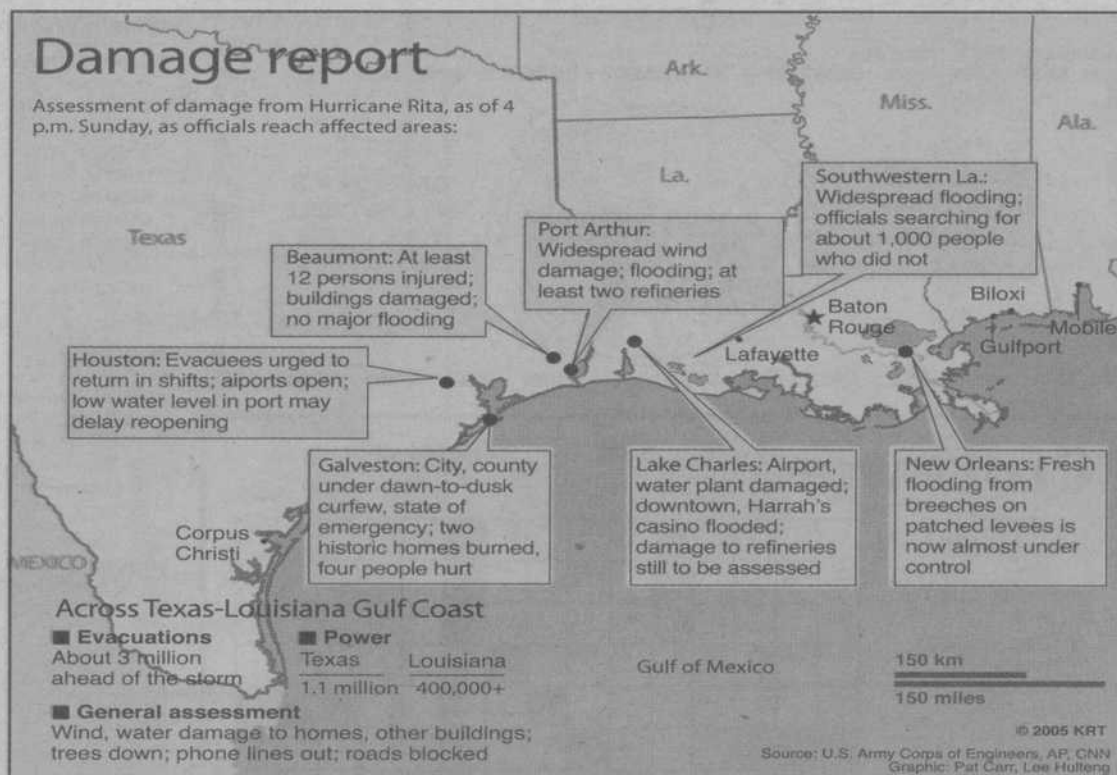 Damage report
Assessment of damage from Hurricane Rita, as of 4
p.m. Sunday, as officials reach affected areas:
Ark.
Miss.
Ala.
La.
Texas
Southwestern La.:
Widespread flooding;
officials searching for
about 1,000 people
who did not
Port Arthur:
Widespread wind
damage; flooding; at
least two refineries
Beaumont: At least
12 persons injured;
buildings damaged;
no major flooding
Biloxi
Baton
Rouge
Mobile
Gulfport
Lafayette
Houston: Evacuees urged to
return in shifts; aiports open;
low water level in port may
delay reopening
Galveston: City, county
under dawn-to-dusk
curfew, state of
emergency; two
historic homes burned,
four people hurt
Lake Charles: Airport,
water plant damaged;
downtown, Harrah's
casino flooded;
damage to refineries
still to be assessed
New Orleans: Fresh
flooding from
breeches on
patched levees is
now almost under
control
Corpus
Christi
MEXICO
Across Texas-Louisiana Gulf Coast
Evacuations
About 3 million
ahead of the storm
Power
Texas Louisiana
1.1 million 400,000+
General assessment
Wind, water damage to homes, other buildings;
trees down; phone lines out; roads blocked
Gulf of Mexico
150 km
150 miles
© 2005 KRT
Source: U.S. Army Corps of Engineers, AP, CNN
Graphic: Pat Carr, Lee Hulteng